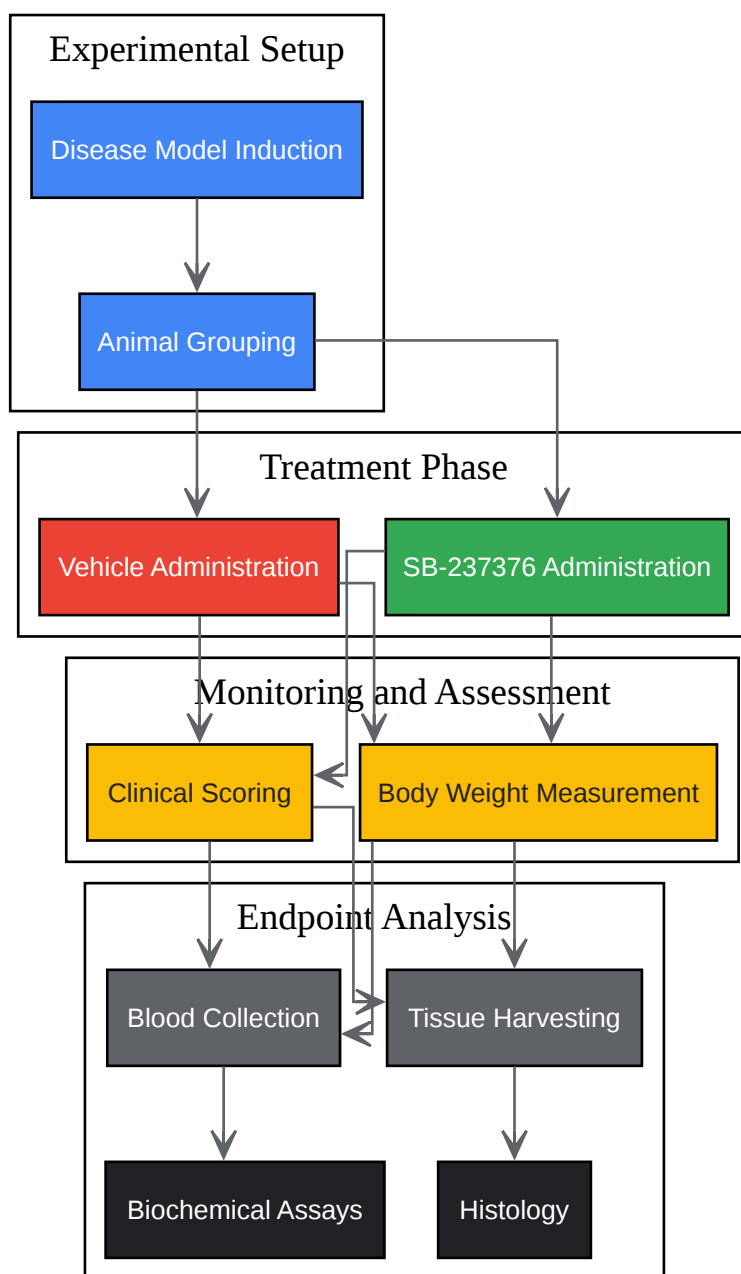 Experimental Setup
Disease Model Induction
Animal Grouping
Treatment Phase
Vehicle Administration
SB-237376 Administration
Monitoring and Assessment
Clinical Scoring
Body Weight Measurement
Endpoint Analysis
Blood Collection
Tissue Harvesting
Biochemical Assays
Histology